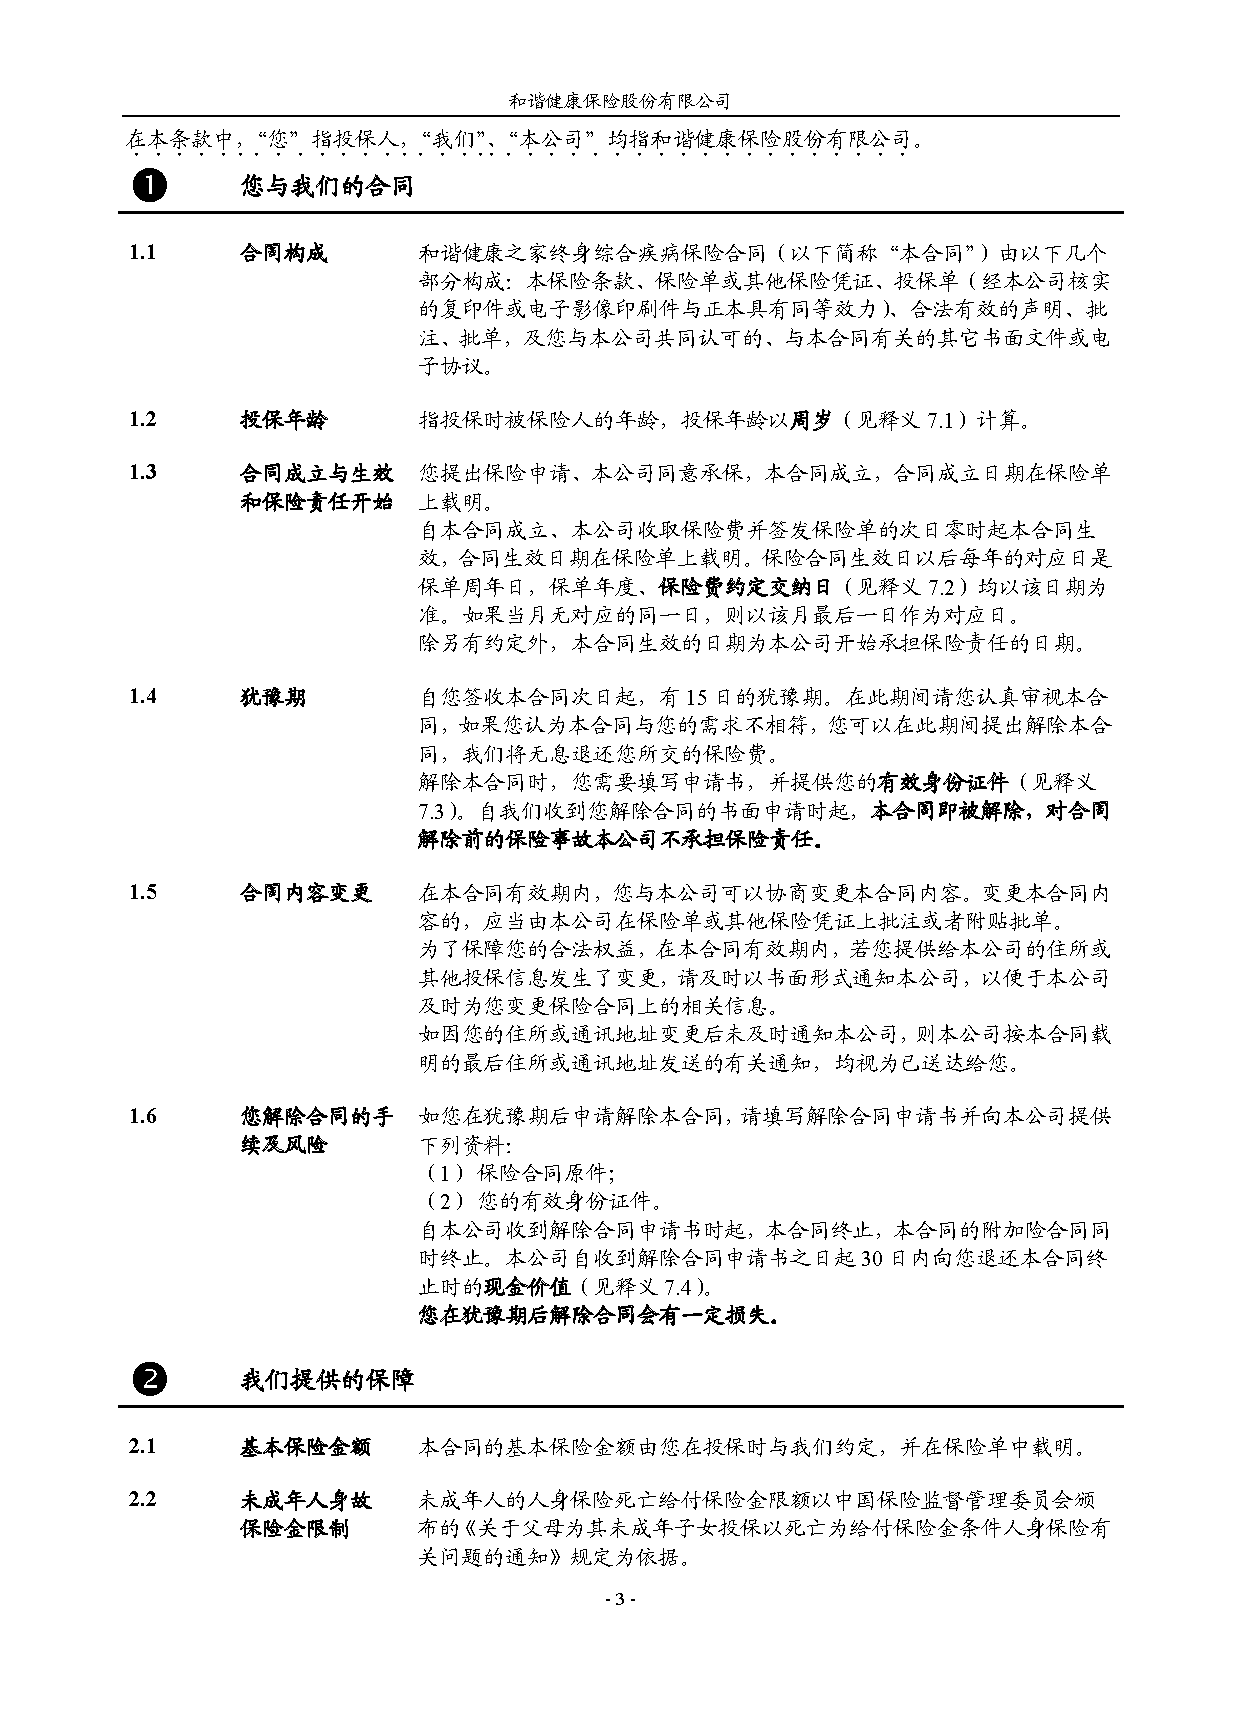 和谐健康保险股份有限公司
在本条款中，“您”指投保人，“我们”、“本公司”均指和谐健康保险股份有限公司。
❶ 您与我们的合同
1.1 合同构成 和谐健康之家终身综合疾病保险合同（以下简称“本合同”）由以下几个
部分构成：本保险条款、保险单或其他保险凭证、投保单（经本公司核实
的复印件或电子影像印刷件与正本具有同等效力）、合法有效的声明、批
注、批单，及您与本公司共同认可的、与本合同有关的其它书面文件或电
子协议。
1.2 投保年龄 指投保时被保险人的年龄，投保年龄以周岁（见释义 7.1）计算。
1.3 合同成立与生效 您提出保险申请、本公司同意承保，本合同成立，合同成立日期在保险单
和保险责任开始 上载明。
自本合同成立、本公司收取保险费并签发保险单的次日零时起本合同生
效，合同生效日期在保险单上载明。保险合同生效日以后每年的对应日是
保单周年日，保单年度、保险费约定交纳日（见释义 7.2）均以该日期为
准。如果当月无对应的同一日，则以该月最后一日作为对应日。
除另有约定外，本合同生效的日期为本公司开始承担保险责任的日期。
1.4 犹豫期 自您签收本合同次日起，有 15 日的犹豫期。在此期间请您认真审视本合
同，如果您认为本合同与您的需求不相符，您可以在此期间提出解除本合
同，我们将无息退还您所交的保险费。
解除本合同时，您需要填写申请书，并提供您的有效身份证件（见释义
7.3）。自我们收到您解除合同的书面申请时起，本合同即被解除，对合同
解除前的保险事故本公司不承担保险责任。
1.5 合同内容变更 在本合同有效期内，您与本公司可以协商变更本合同内容。变更本合同内
容的，应当由本公司在保险单或其他保险凭证上批注或者附贴批单。
为了保障您的合法权益，在本合同有效期内，若您提供给本公司的住所或
其他投保信息发生了变更，请及时以书面形式通知本公司，以便于本公司
及时为您变更保险合同上的相关信息。
如因您的住所或通讯地址变更后未及时通知本公司，则本公司按本合同载
明的最后住所或通讯地址发送的有关通知，均视为已送达给您。
1.6 您解除合同的手 如您在犹豫期后申请解除本合同，请填写解除合同申请书并向本公司提供
续及风险 下列资料：
（1） 保险合同原件；
（2） 您的有效身份证件。
自本公司收到解除合同申请书时起，本合同终止，本合同的附加险合同同
时终止。本公司自收到解除合同申请书之日起 30 日内向您退还本合同终
止时的现金价值（见释义 7.4）。
您在犹豫期后解除合同会有一定损失。
❷ 我们提供的保障
2.1 基本保险金额 本合同的基本保险金额由您在投保时与我们约定，并在保险单中载明。
2.2 未成年人身故 未成年人的人身保险死亡给付保险金限额以中国保险监督管理委员会颁
保险金限制 布的《关于父母为其未成年子女投保以死亡为给付保险金条件人身保险有
关问题的通知》规定为依据。
- 3 -